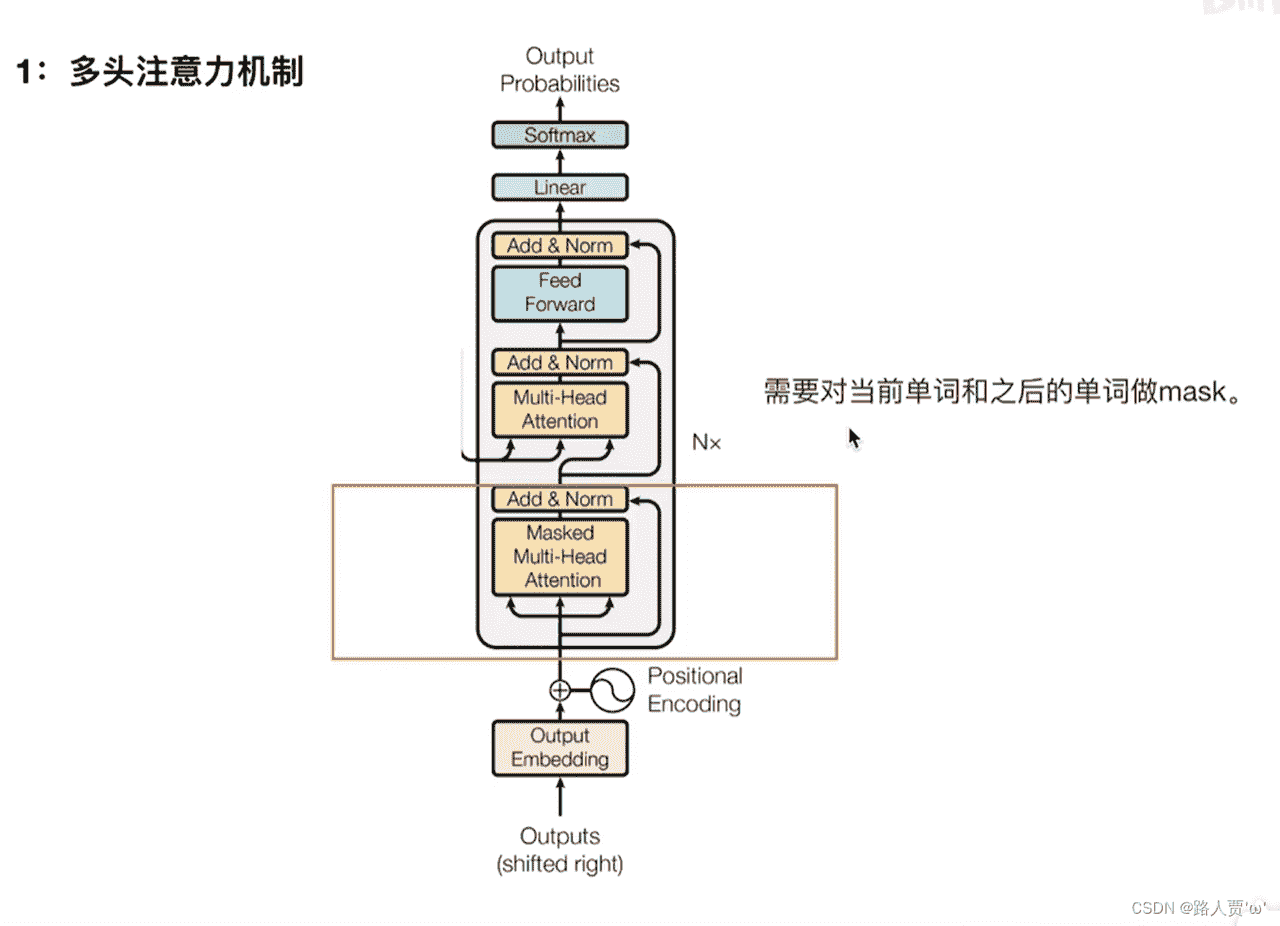 1：多头注意力机制
Output
Probabilities
Softmax
Linear
Add & Norm
Feed
Forward
Add & Norm
Multi-Head
Attention
需要对当前单词和之后的单词做mask。
N×
Add & Norm
Masked
Multi-Head
Attention
Positional
Encoding
Output
Embedding
Outputs
(shifted right)
CSDN @路人贾'ω'